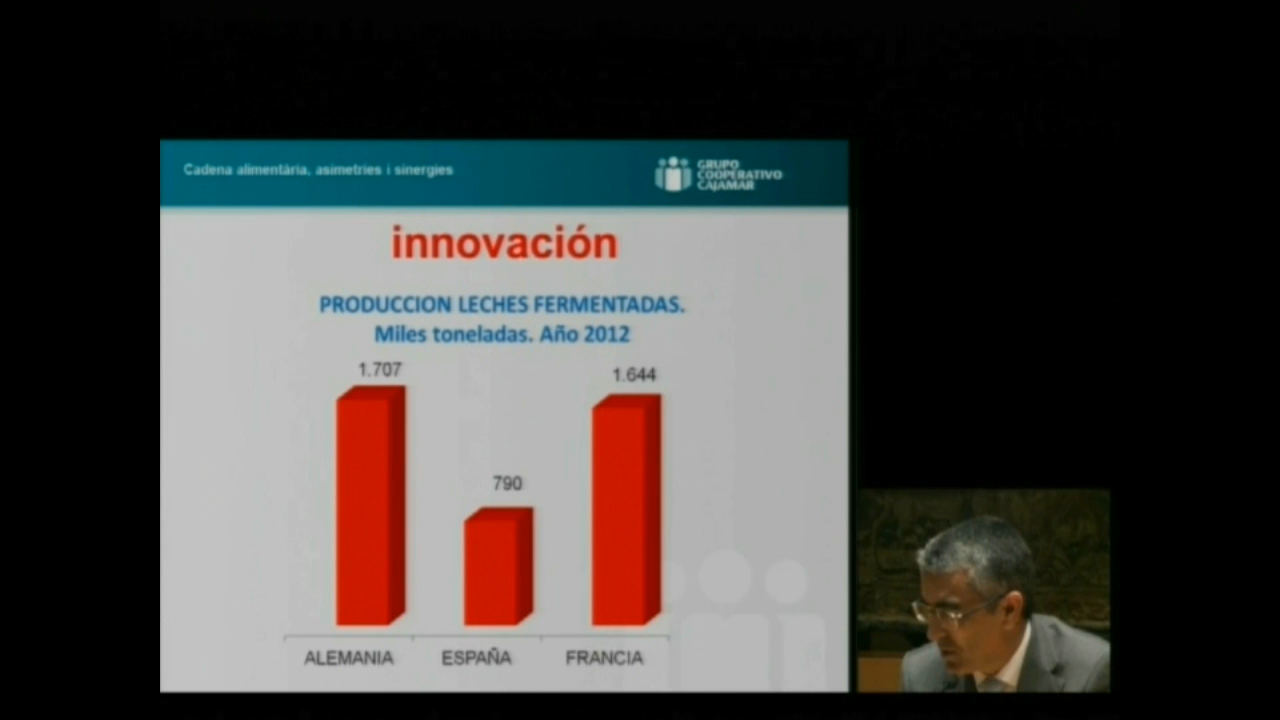 Cadena alimentària, asimetries i sinergies
GRUPO
COOPERATIVO
CAJAMAR
innovación
PRODUCCION LECHES FERMENTADAS.
Miles toneladas. Año 2012
1.707
1.644
790
ALEMANIA
ESPAÑA
FRANCIA